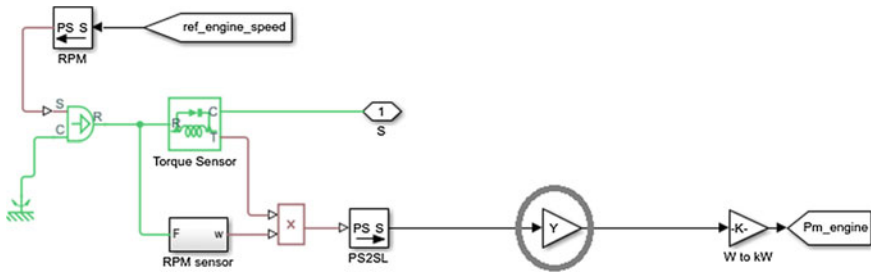 PS S
ref_engine_speed
RPM
S
C
R
R
C
T
1
S
Torque Sensor
F
w
RPM sensor
X
PS S
PS2SL
Y
-K-
W to kW
Pm_engine